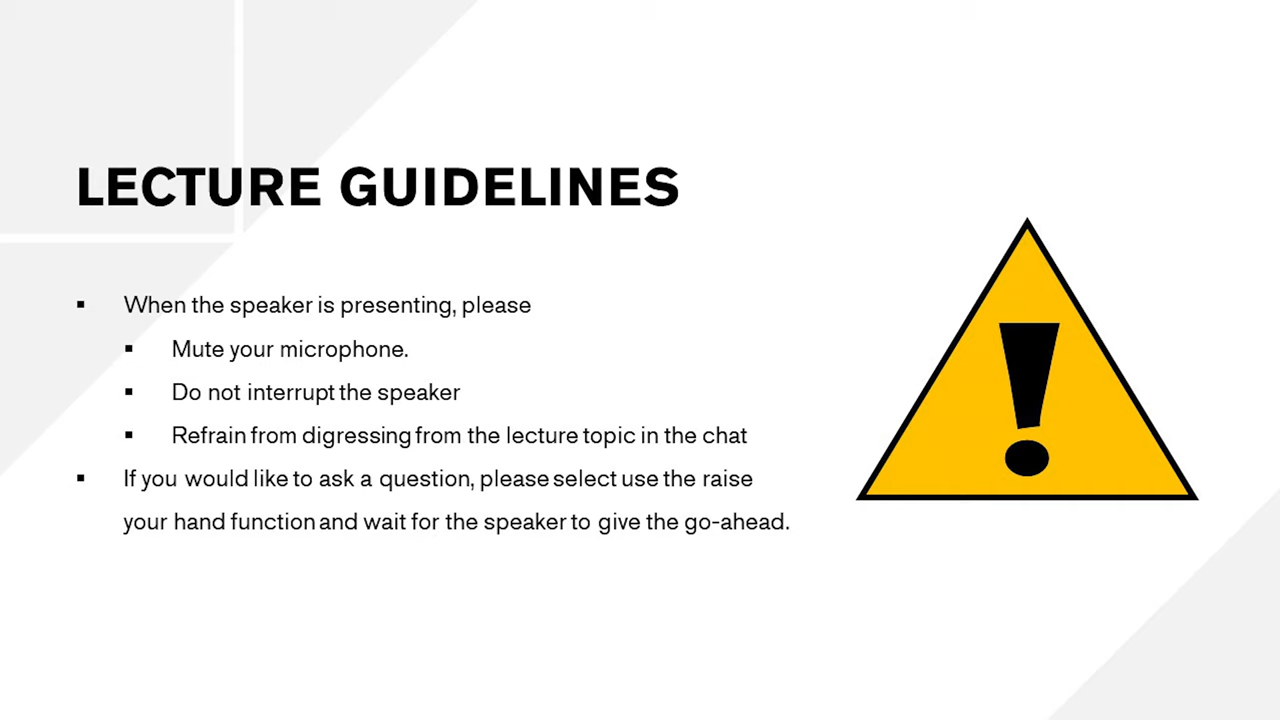 LECTURE GUIDELINES
▪ When the speaker is presenting, please
▪ Mute your microphone.
▪ Do not interrupt the speaker
▪ Refrain from digressing from the lecture topic in the chat
▪ If you would like to ask a question, please select use the raise
your hand function and wait for the speaker to give the go-ahead.
!